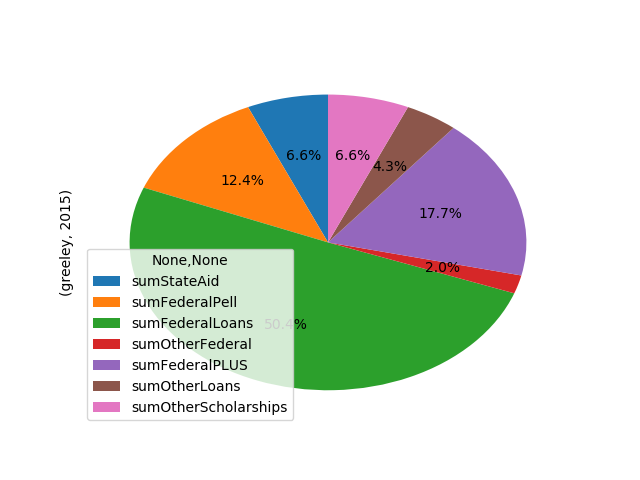 6.6%
6.6%
4.3%
12.4%
17.7%
2.0%
50.4%
(greeley, 2015)
None,None
sumStateAid
sumFederalPell
sumFederalLoans
sumOtherFederal
sumFederalPLUS
sumOtherLoans
sumOtherScholarships